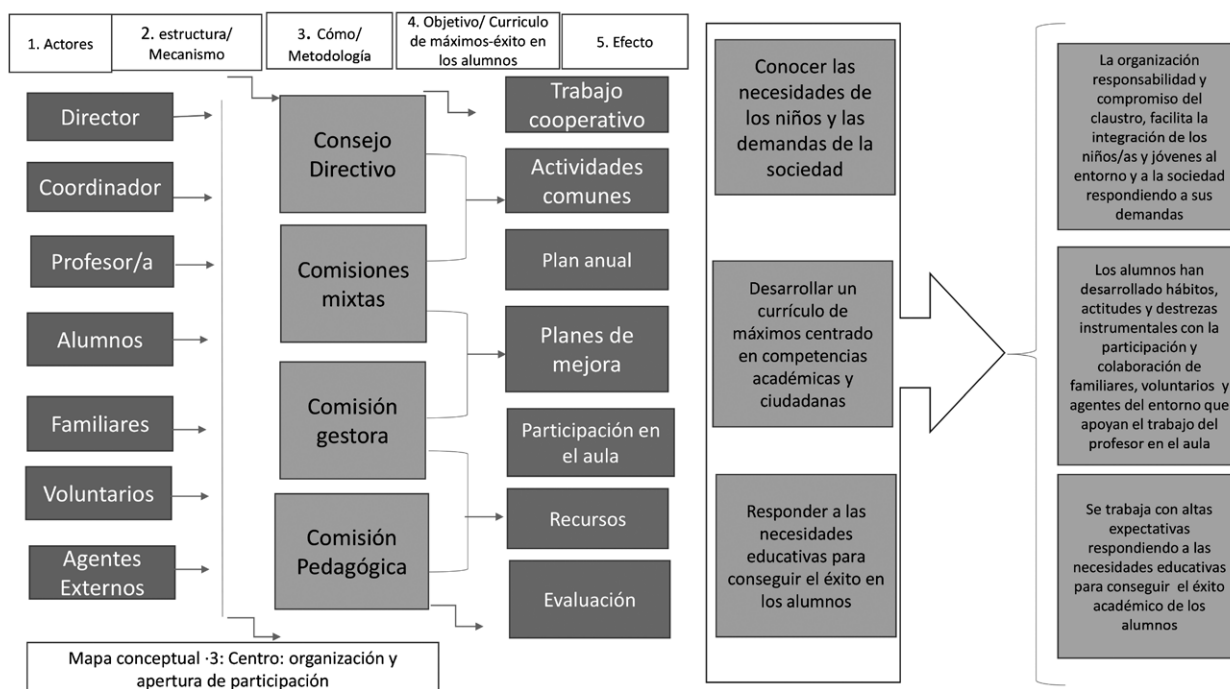 1. Actores
2. estructura/
Mecanismo
3. Cómo/
Metodología
4. Objetivo/ Curriculo
de máximos-éxito en
los alumnos
5. Efecto
Director
Coordinador
Profesor/a
Alumnos
Familiares
Voluntarios
Agentes
Externos
Consejo
Directivo
Comisiones
mixtas
Comisión
gestora
Comisión
Pedagógica
Trabajo
cooperativo
Actividades
comunes
Plan anual
Planes de
mejora
Participación en
el aula
Recursos
Evaluación
Conocer las
necesidades de
los niños y las
demandas de la
sociedad
Desarrollar un
currículo de
máximos centrado
en competencias
académicas y
ciudadanas
Responder a las
necesidades
educativas para
conseguir el éxito en
los alumnos
La organización
responsabilidad y
compromiso del
claustro, facilita la
integración de los
niños/as y jóvenes al
entorno y a la sociedad
respondiendo a sus
demandas
Los alumnos han
desarrollado hábitos,
actitudes y destrezas
instrumentales con la
participación y
colaboración de
familiares, voluntarios y
agentes del entorno que
apoyan el trabajo del
profesor en el aula
Se trabaja con altas
expectativas
respondiendo a las
necesidades educativas
para conseguir el éxito
académico de los
alumnos
Mapa conceptual ·3: Centro: organización y
apertura de participación